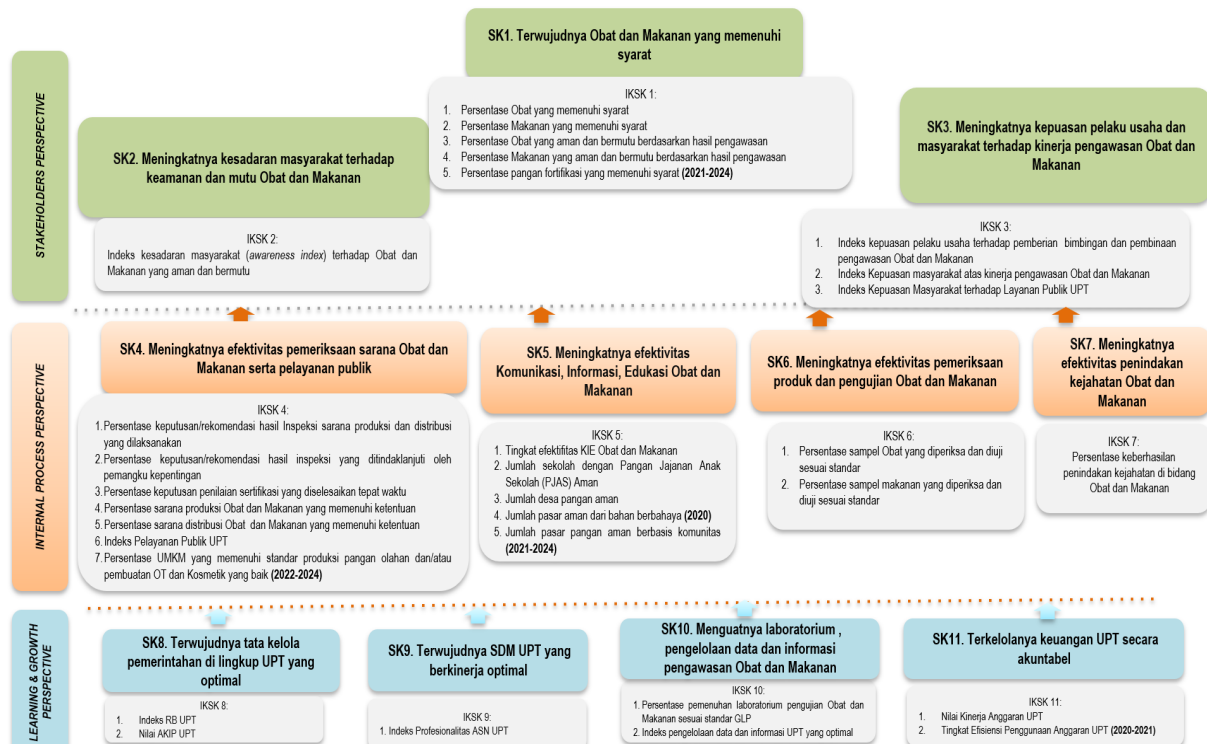 STAKEHOLDERS PERSPECTIVE
SK1. Terwujudnya Obat dan Makanan yang memenuhi
syarat
IKSK 1:
1. Persentase Obat yang memenuhi syarat
2. Persentase Makanan yang memenuhi syarat
3. Persentase Obat yang aman dan bermutu berdasarkan hasil pengawasan
4. Persentase Makanan yang aman dan bermutu berdasarkan hasil pengawasan
5. Persentase pangan fortifikasi yang memenuhi syarat (2021-2024)
SK2. Meningkatnya kesadaran masyarakat terhadap
keamanan dan mutu Obat dan Makanan
IKSK 2:
Indeks kesadaran masyarakat (awareness index) terhadap Obat dan
Makanan yang aman dan bermutu
SK3. Meningkatnya kepuasan pelaku usaha dan
masyarakat terhadap kinerja pengawasan Obat dan
Makanan
IKSK 3:
1. Indeks kepuasan pelaku usaha terhadap pemberian bimbingan dan pembinaan
pengawasan Obat dan Makanan
2. Indeks Kepuasan masyarakat atas kinerja pengawasan Obat dan Makanan
3. Indeks Kepuasan Masyarakat terhadap Layanan Publik UPT
INTERNAL PROCESS PERSPECTIVE
SK4. Meningkatnya efektivitas pemeriksaan sarana Obat dan
Makanan serta pelayanan publik
IKSK 4:
1. Persentase keputusan/rekomendasi hasil Inspeksi sarana produksi dan distribusi
yang dilaksanakan
2. Persentase keputusan/rekomendasi hasil inspeksi yang ditindaklanjuti oleh
pemangku kepentingan
3. Persentase keputusan penilaian sertifikasi yang diselesaikan tepat waktu
4. Persentase sarana produksi Obat dan Makanan yang memenuhi ketentuan
5. Persentase sarana distribusi Obat dan Makanan yang memenuhi ketentuan
6. Indeks Pelayanan Publik UPT
7. Persentase UMKM yang memenuhi standar produksi pangan olahan dan/atau
pembuatan OT dan Kosmetik yang baik (2022-2024)
SK5. Meningkatnya efektivitas
Komunikasi, Informasi, Edukasi Obat dan
Makanan
IKSK 5:
1. Tingkat efektifitas KIE Obat dan Makanan
2. Jumlah sekolah dengan Pangan Jajanan Anak
Sekolah (PJAS) Aman
3. Jumlah desa pangan aman
4. Jumlah pasar aman dari bahan berbahaya (2020)
5. Jumlah pasar pangan aman berbasis komunitas
(2021-2024)
SK6. Meningkatnya efektivitas pemeriksaan
produk dan pengujian Obat dan Makanan
IKSK 6:
1. Persentase sampel Obat yang diperiksa dan diuji
sesuai standar
2. Persentase sampel makanan yang diperiksa dan
diuji sesuai standar
SK7. Meningkatnya
efektivitas penindakan
kejahatan Obat dan
Makanan
IKSK 7:
Persentase keberhasilan
penindakan kejahatan di bidang
Obat dan Makanan
LEARNING & GROWTH
PERSPECTIVE
SK8. Terwujudnya tata kelola
pemerintahan di lingkup UPT yang
optimal
IKSK 8:
1. Indeks RB UPT
2. Nilai AKIP UPT
SK9. Terwujudnya SDM UPT yang
berkinerja optimal
IKSK 9:
1. Indeks Profesionalitas ASN UPT
SK10. Menguatnya laboratorium ,
pengelolaan data dan informasi
pengawasan Obat dan Makanan
IKSK 10:
1. Persentase pemenuhan laboratorium pengujian Obat dan
Makanan sesuai standar GLP
2. Indeks pengelolaan data dan informasi UPT yang optimal
SK11. Terkelolanya keuangan UPT secara
akuntabel
IKSK 11:
1. Nilai Kinerja Anggaran UPT
2. Tingkat Efisiensi Penggunaan Anggaran UPT (2020-2021)